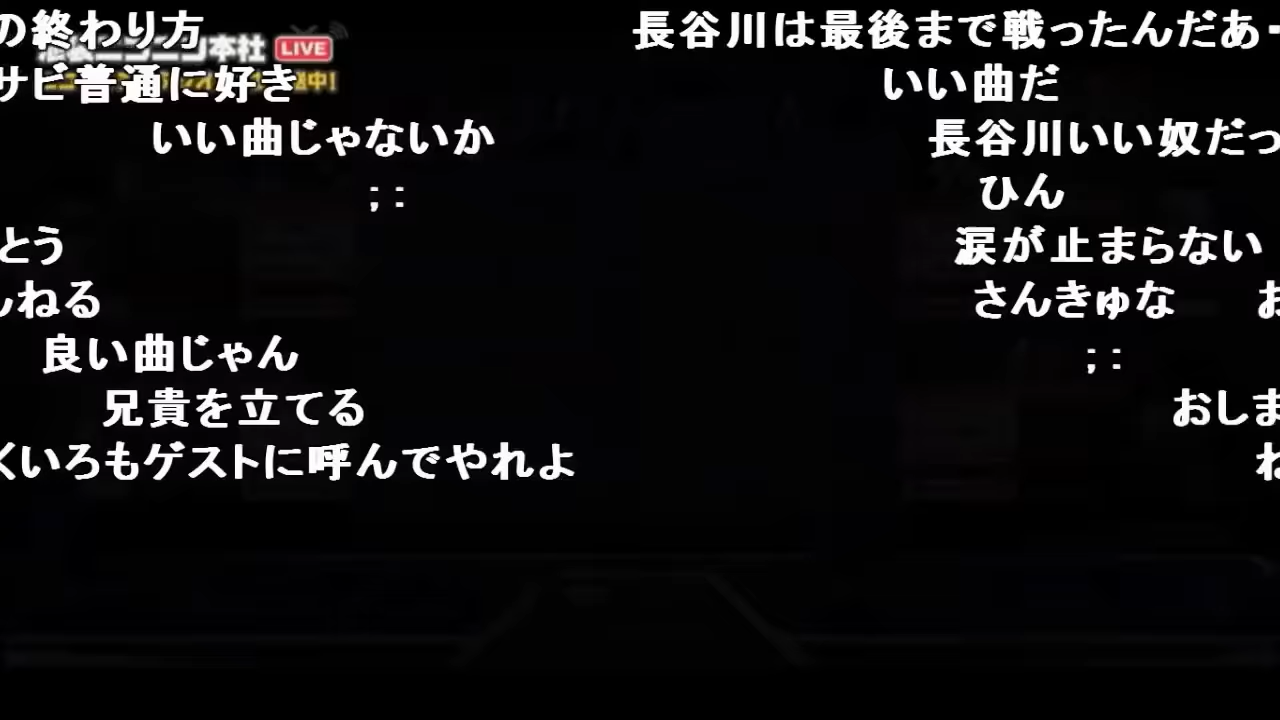 の終わり方
長谷川は最後まで戦ったんだあ・
本社 LIVE
サビ普通に好き
中!
いい曲だ
いい曲じゃないか
長谷川いい奴だっ
; :
ひん
とう
涙が止まらない
んねる
さんきゅな
お
良い曲じゃん
; :
兄貴を立てる
おしま
くいろもゲストに呼んでやれよ
ね